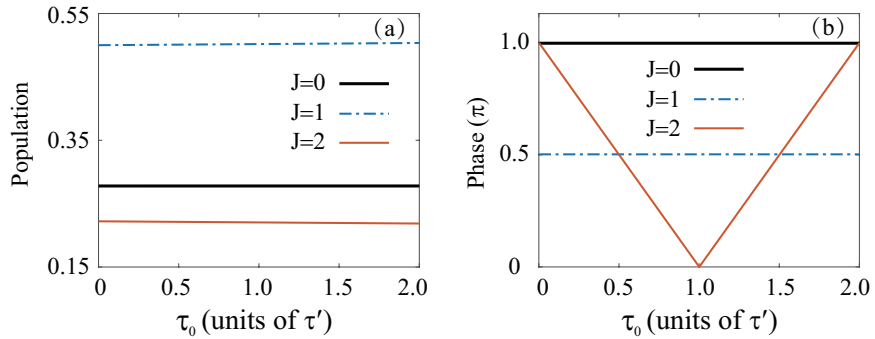 (a)
0.55
0.35
0.15
Population
J=0
J=1
J=2
0
0.5
1.0
1.5
2.0
τ₀ (units of τ′)
(b)
1.0
0.5
0
Phase (π)
J=0
J=1
J=2
0
0.5
1.0
1.5
2.0
τ₀ (units of τ′)